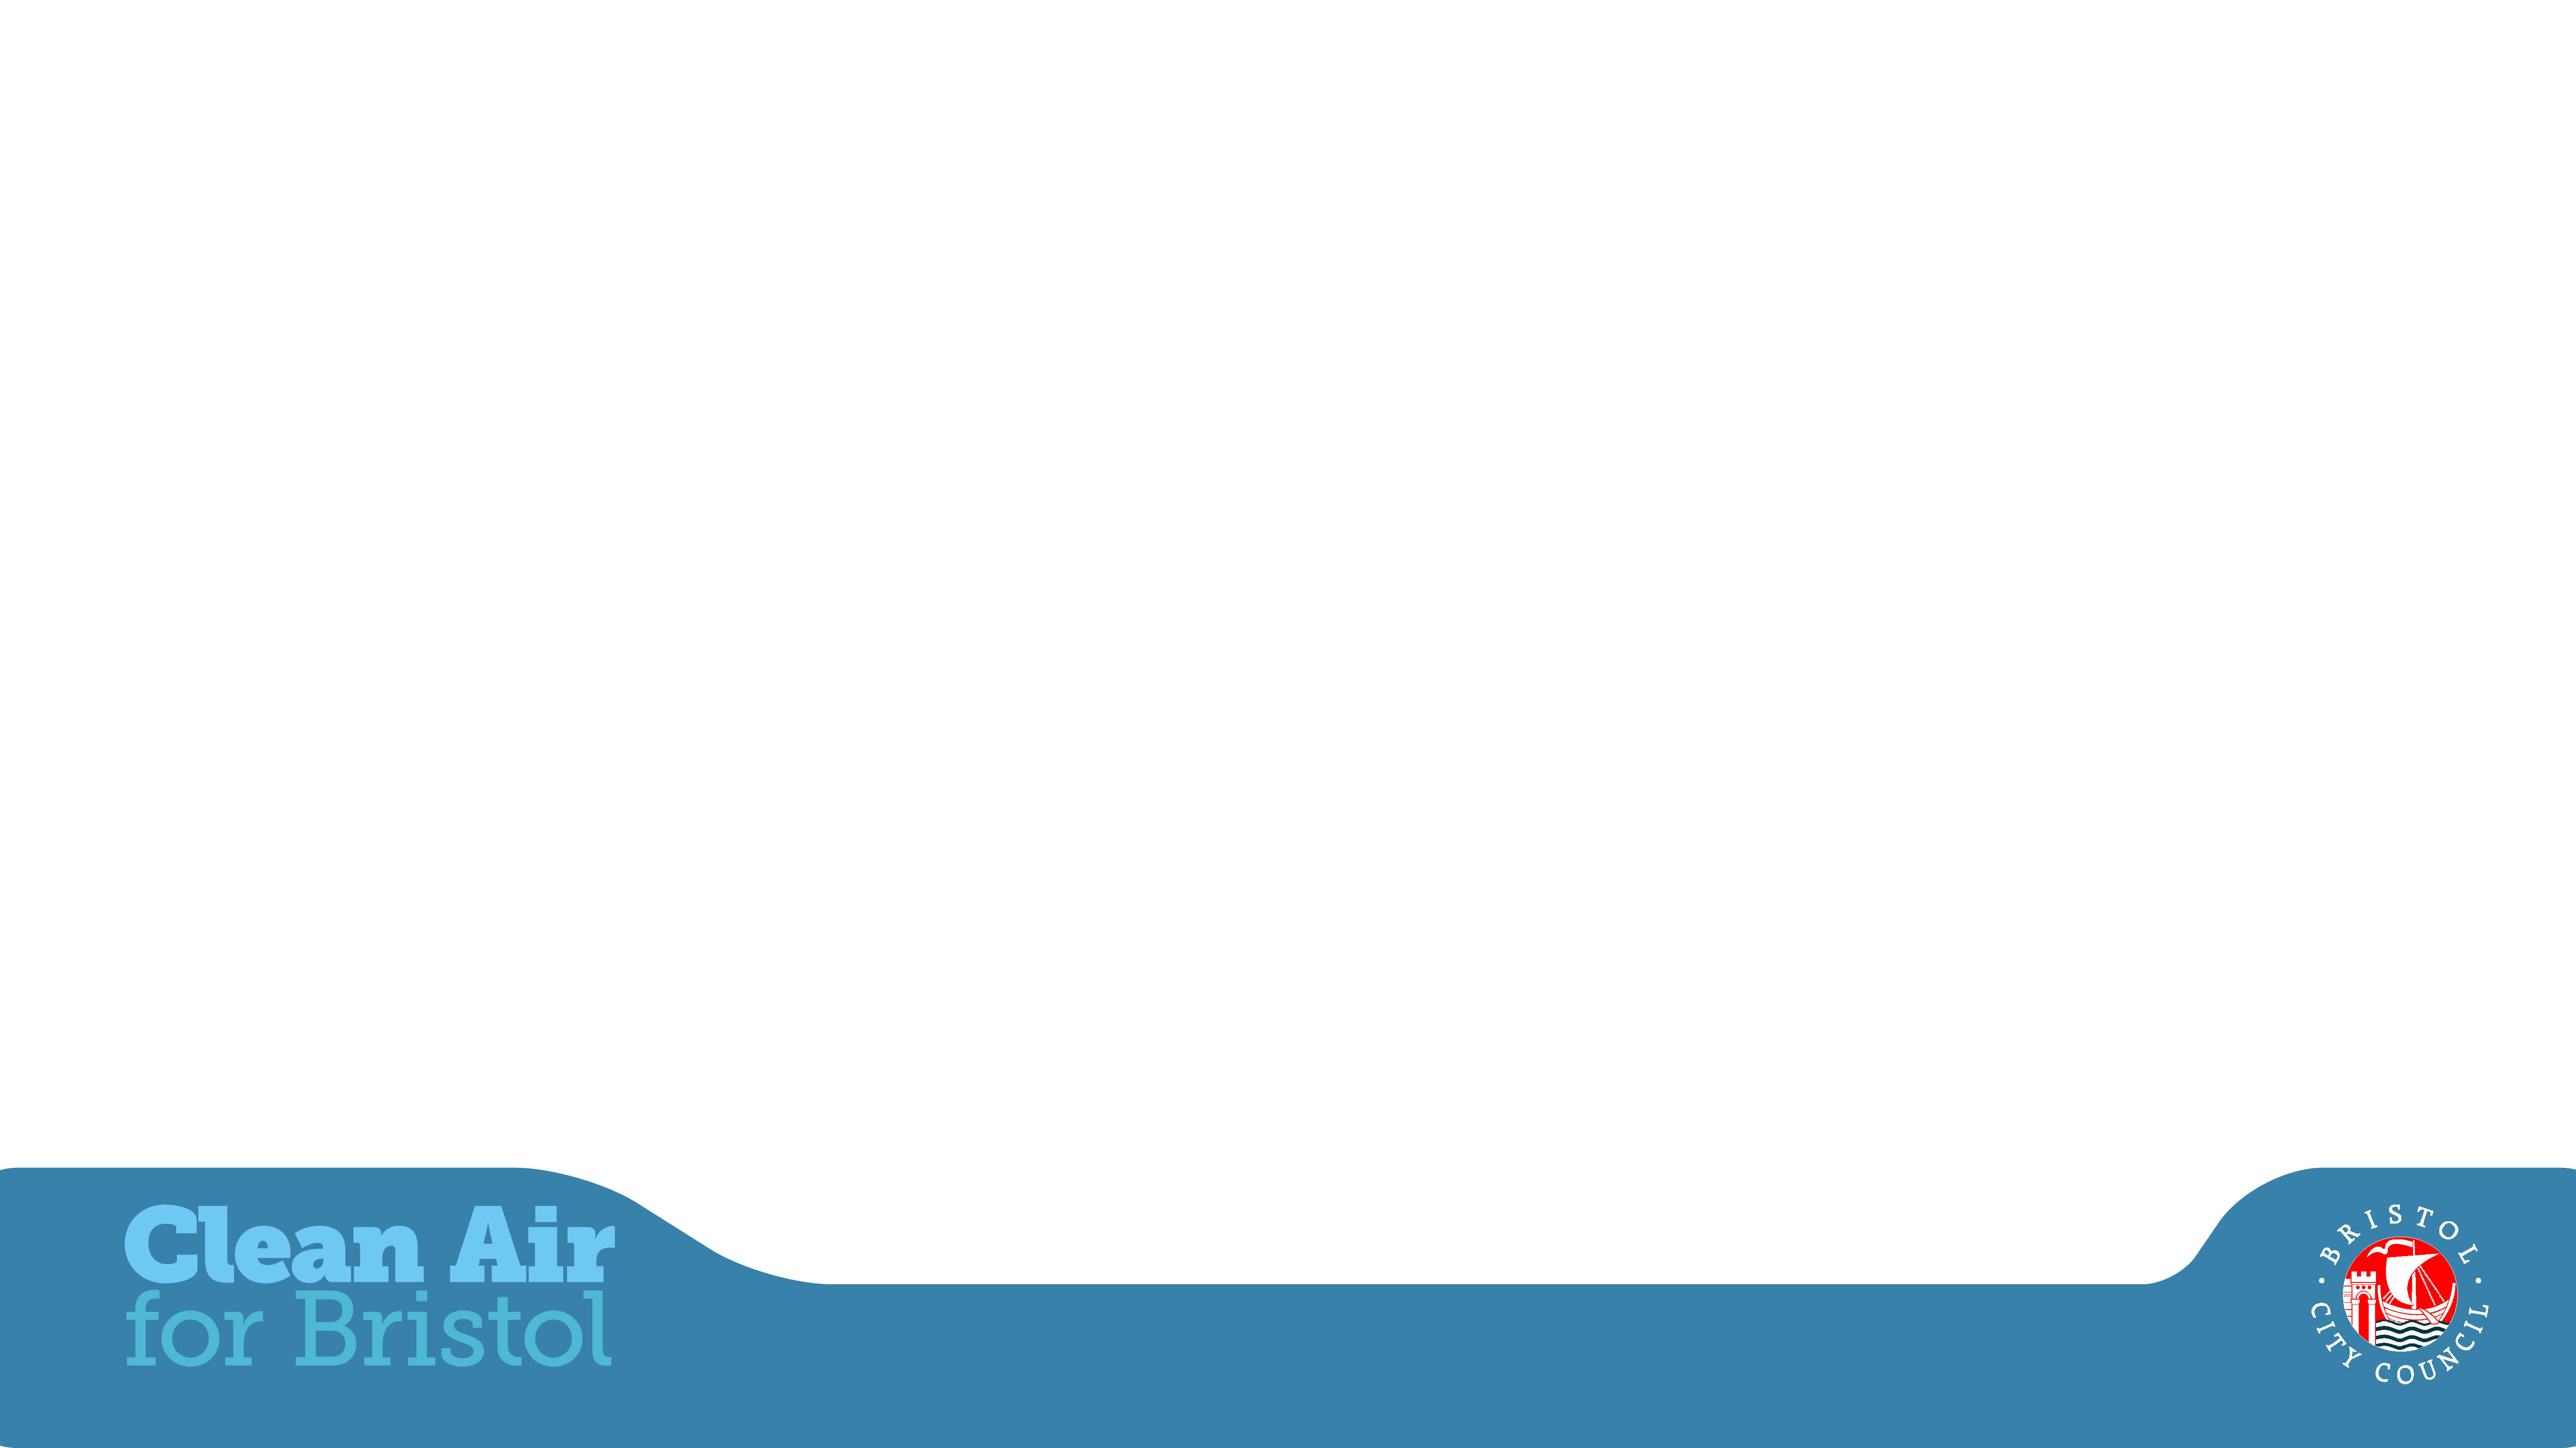 Clean Air
for Bristol
· BRISTOL ·
CITY COUNCIL